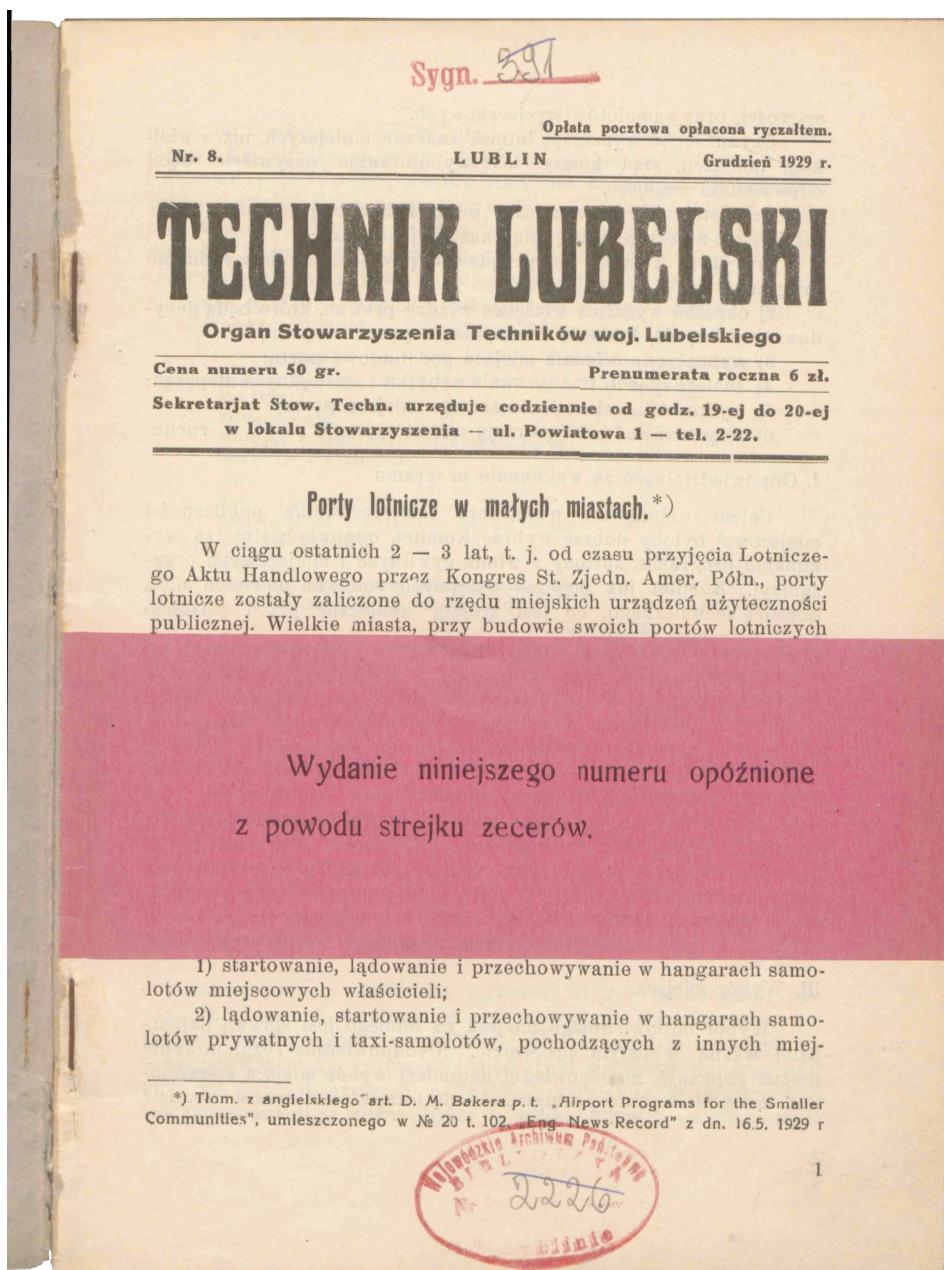 Sygn. 391
Opłata pocztowa opłacona ryczałtem.
Nr. 8. LUBLIN Grudzień 1929 r.
TECHNIK LUBELSKI
Organ Stowarzyszenia Techników woj. Lubelskiego
Cena numeru 50 gr. Prenumerata roczna 6 zł.
Sekretarjat Stow. Techn. urzęduje codziennie od godz. 19-ej do 20-ej
w lokalu Stowarzyszenia — ul. Powiatowa 1 — tel. 2-22.
Porty lotnicze w małych miastach.*)
W ciągu ostatnich 2 — 3 lat, t. j. od czasu przyjęcia Lotnicze-
go Aktu Handlowego przez Kongres St. Zjedn. Amer. Półn., porty
lotnicze zostały zaliczone do rzędu miejskich urządzeń użyteczności
publicznej. Wielkie miasta, przy budowie swoich portów lotniczych
Wydanie niniejszego numeru opóźnione
z powodu strejku zecerów.
1) startowanie, lądowanie i przechowywanie w hangarach samo-
lotów miejscowych właścicieli;
2) lądowanie, startowanie i przechowywanie w hangarach samo-
lotów prywatnych i taxi-samolotów, pochodzących z innych miej-
*) Tłom. z angielskiego art. D. M. Bakera p. t. „Airport Programs for the Smaller
Communities", umleszczonego w № 20 t. 102. „Eng. News Record" z dn. 16.5. 1929 r
1
Wojewódzkie Archiwum Państwowe
BIBLIOTEKA
Nr 2226